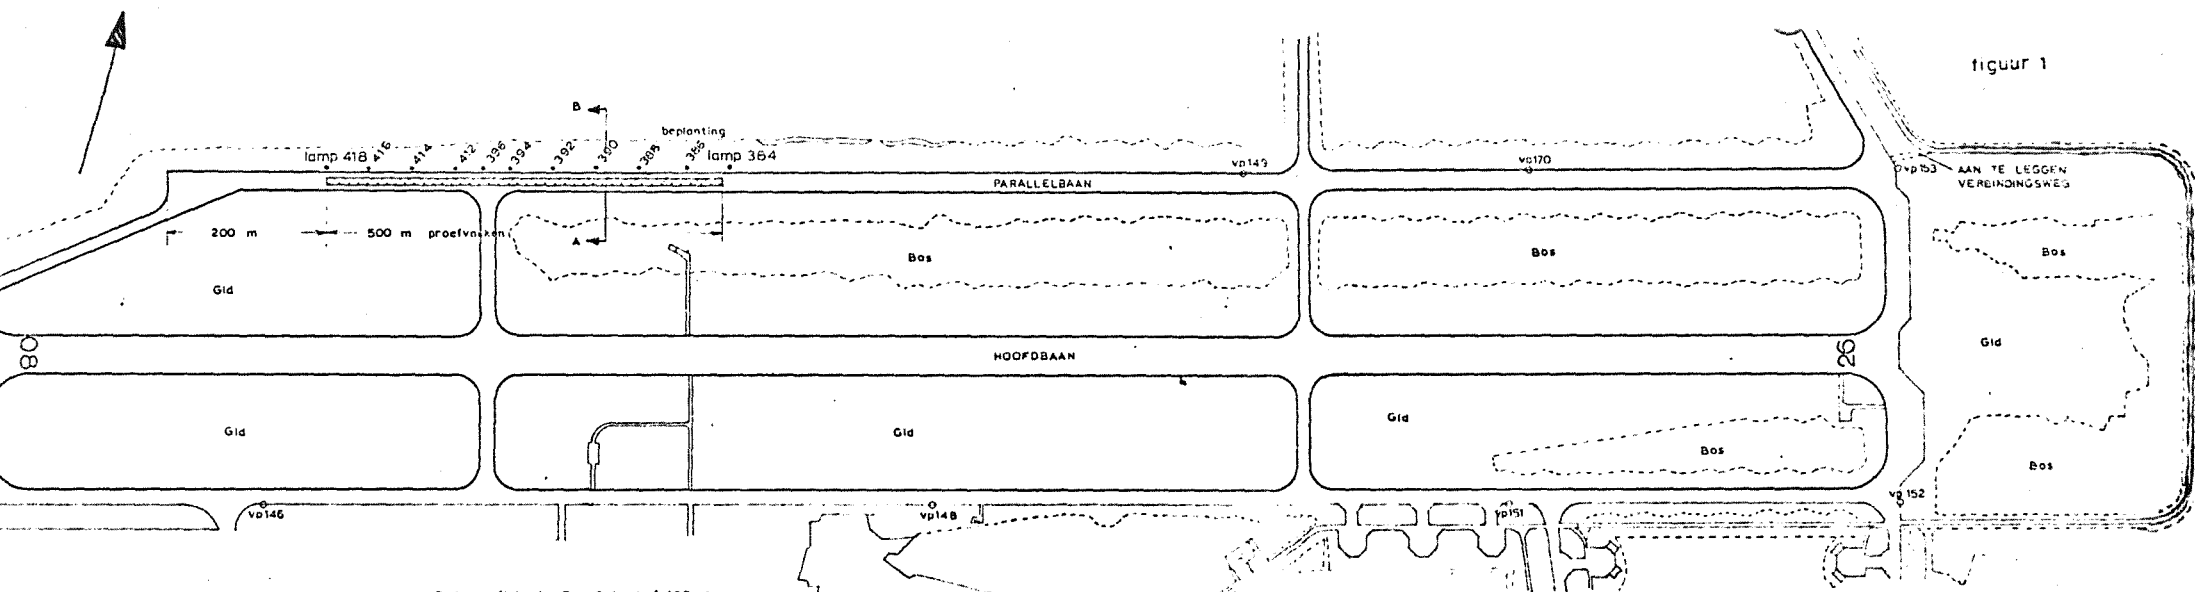 figuur 1
B
beplanting
lamp 418
416
414
412
396
394
392
390
388
386
lamp 384
vp149
vp170
vp153
AAN TE LEGGEN
VERBINDINGSWEG
PARALLELBAAN
200 m
500 m proefvakken
A
Bos
Bos
Bos
Gld
80
HOOFDBAAN
26
Gld
Gld
Gld
Gld
Bos
Bos
vp146
vp148
vp151
vp152